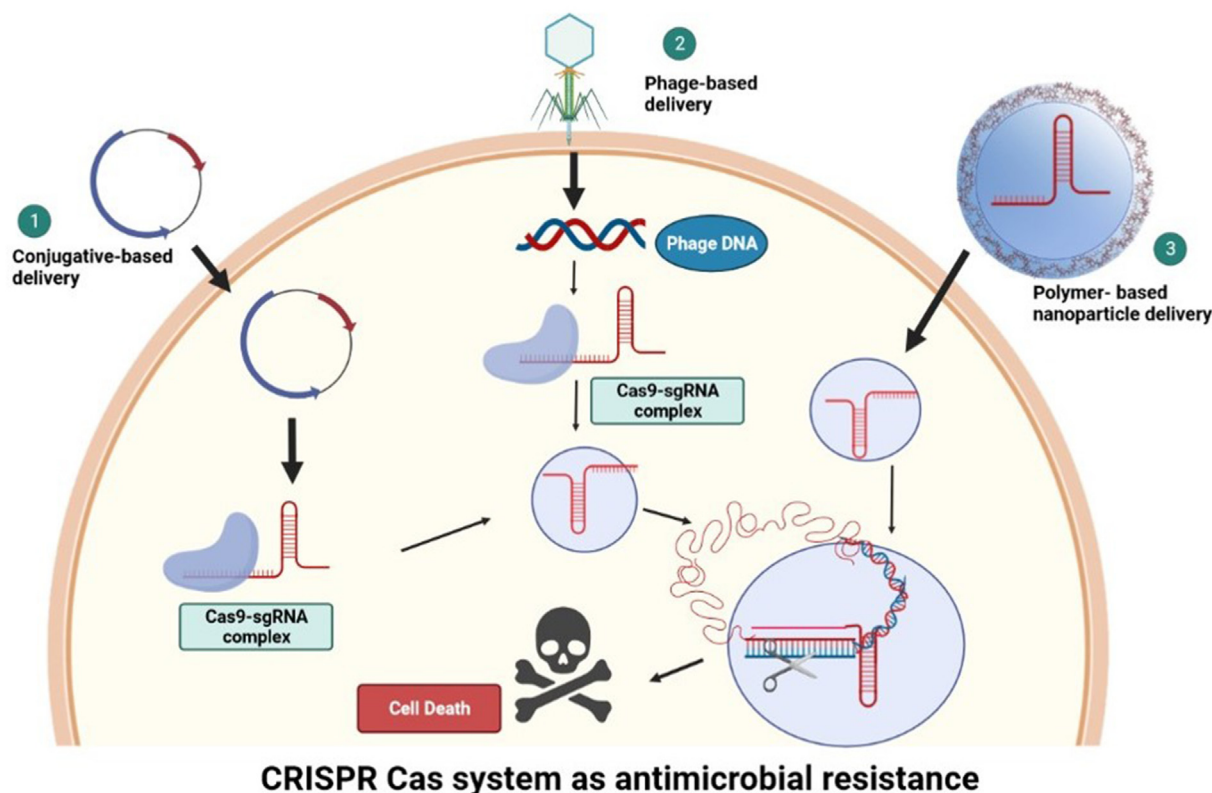 2
Phage-based
delivery
1
Conjugative-based
delivery
Phage DNA
3
Polymer- based
nanoparticle delivery
Cas9-sgRNA
complex
Cas9-sgRNA
complex
Cell Death
CRISPR Cas system as antimicrobial resistance